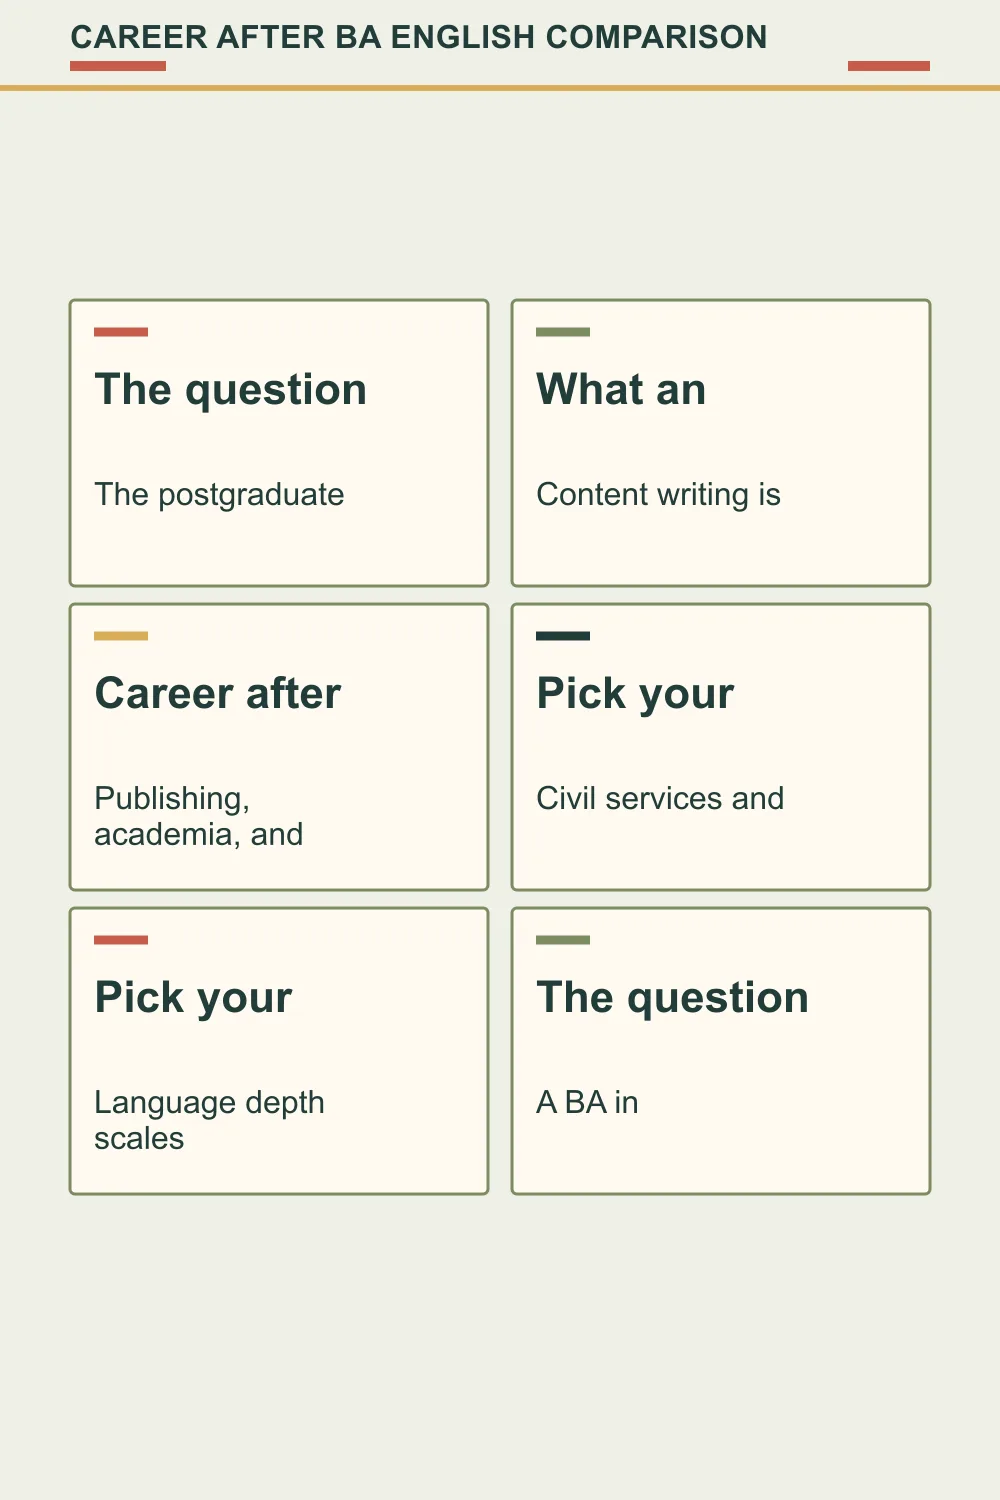 CAREER AFTER BA ENGLISH COMPARISON
The question
The postgraduate
What an
Content writing is
Career after
Publishing,
academia, and
Pick your
Civil services and
Pick your
Language depth
scales
The question
A BA in